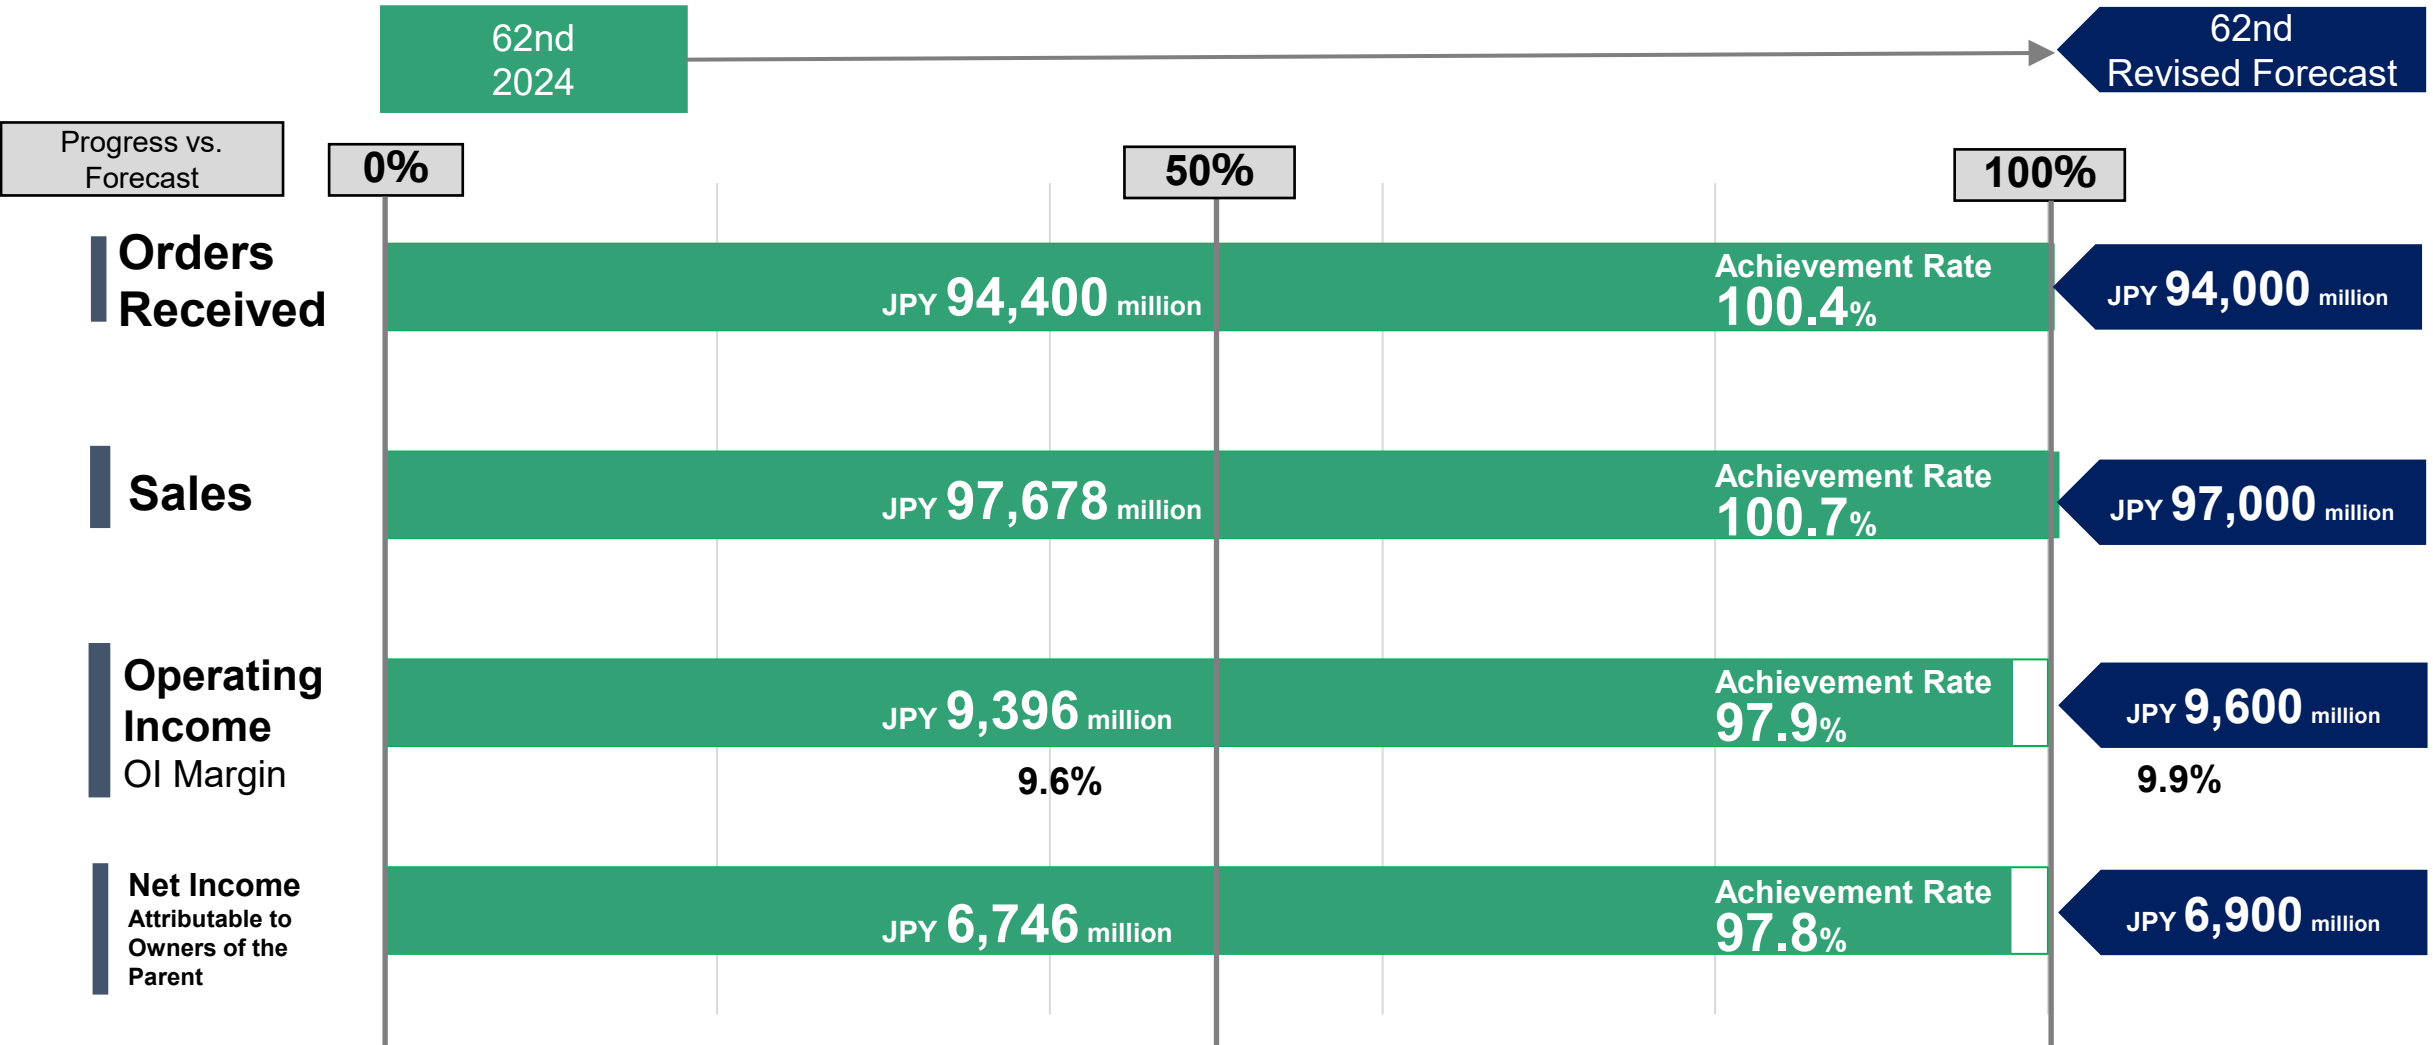 62nd
2024
62nd
Revised Forecast
Progress vs.
Forecast
0%
50%
100%
Orders
Received
JPY 94,400 million
Achievement Rate
100.4%
JPY 94,000 million
Sales
JPY 97,678 million
Achievement Rate
100.7%
JPY 97,000 million
Operating
Income
OI Margin
JPY 9,396 million
Achievement Rate
97.9%
JPY 9,600 million
9.6%
9.9%
Net Income
Attributable to
Owners of the
Parent
JPY 6,746 million
Achievement Rate
97.8%
JPY 6,900 million